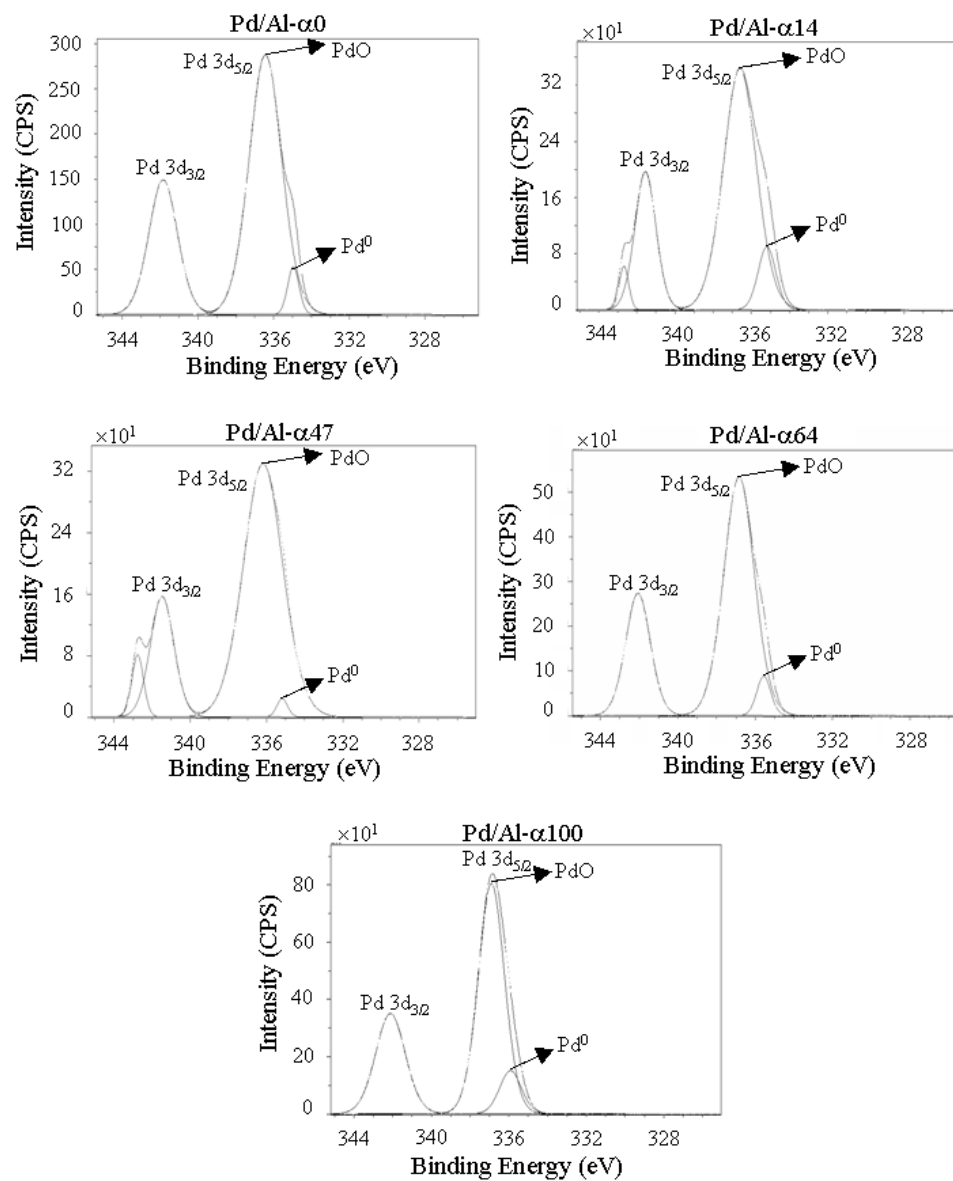 Pd/Al-α0
Intensity (CPS)
300
250
200
150
100
50
0
Pd 3d5/2
PdO
Pd 3d3/2
Pd⁰
344 340 336 332 328
Binding Energy (eV)
Pd/Al-α14
×10¹
Intensity (CPS)
32
24
16
8
0
Pd 3d5/2
PdO
Pd 3d3/2
Pd⁰
344 340 336 332 328
Binding Energy (eV)
Pd/Al-α47
×10¹
Intensity (CPS)
32
24
16
8
0
Pd 3d5/2
PdO
Pd 3d3/2
Pd⁰
344 340 336 332 328
Binding Energy (eV)
Pd/Al-α64
×10¹
Intensity (CPS)
50
40
30
20
10
0
Pd 3d5/2
PdO
Pd 3d3/2
Pd⁰
344 340 336 332 328
Binding Energy (eV)
Pd/Al-α100
×10¹
Intensity (CPS)
80
60
40
20
0
Pd 3d5/2
PdO
Pd 3d3/2
Pd⁰
344 340 336 332 328
Binding Energy (eV)